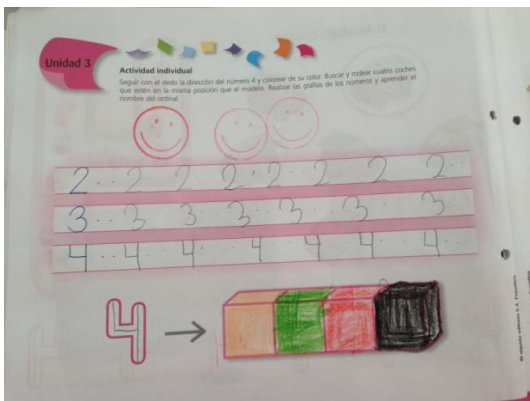 Unidad 3
Actividad individual
Seguir con el dedo la dirección del número 4 y colorear de su color. Buscar y rodear cuatro coches
que estén en la misma posición que el modelo. Realizar las grafías de los números y aprender el
nombre del ordinal.
2 2 2 2 2 2 2 2
3 3 3 3 3 3 3
4 4 4 4 4 4 4
4